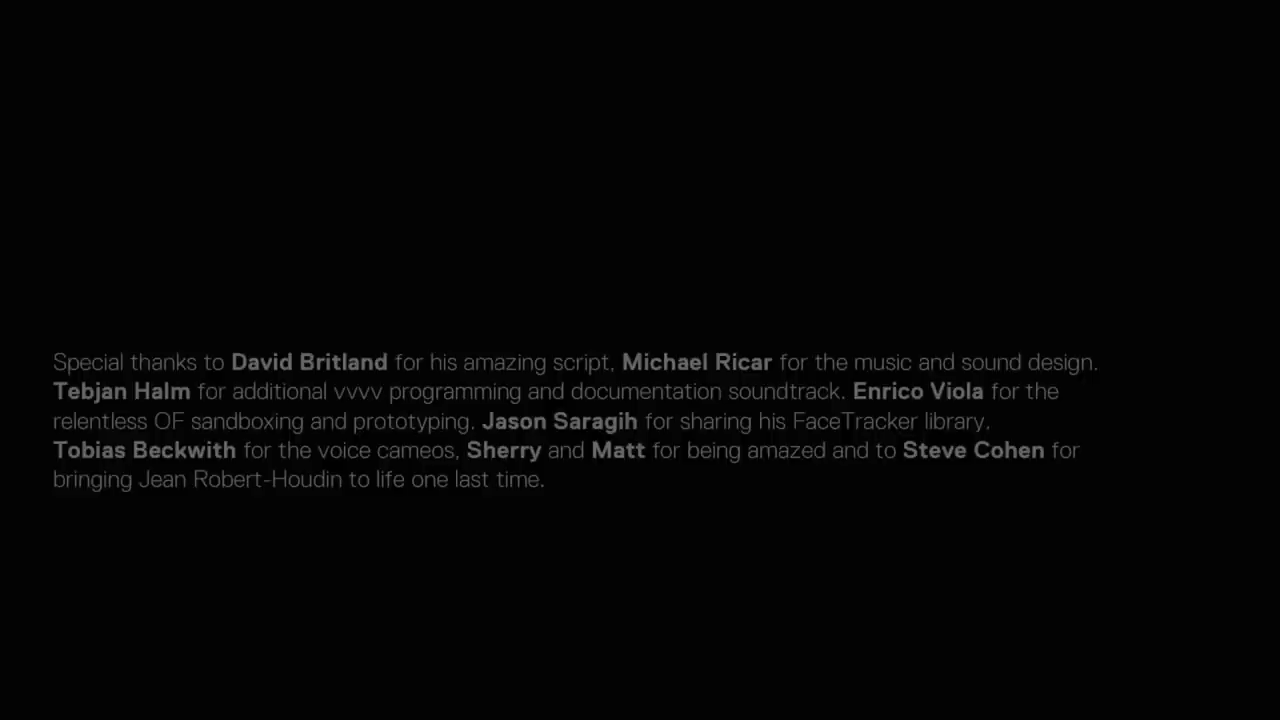 Special thanks to David Britland for his amazing script, Michael Ricar for the music and sound design.
Tebjan Halm for additional vvvv programming and documentation soundtrack. Enrico Viola for the
relentless OF sandboxing and prototyping. Jason Saragih for sharing his FaceTracker library.
Tobias Beckwith for the voice cameos, Sherry and Matt for being amazed and to Steve Cohen for
bringing Jean Robert-Houdin to life one last time.